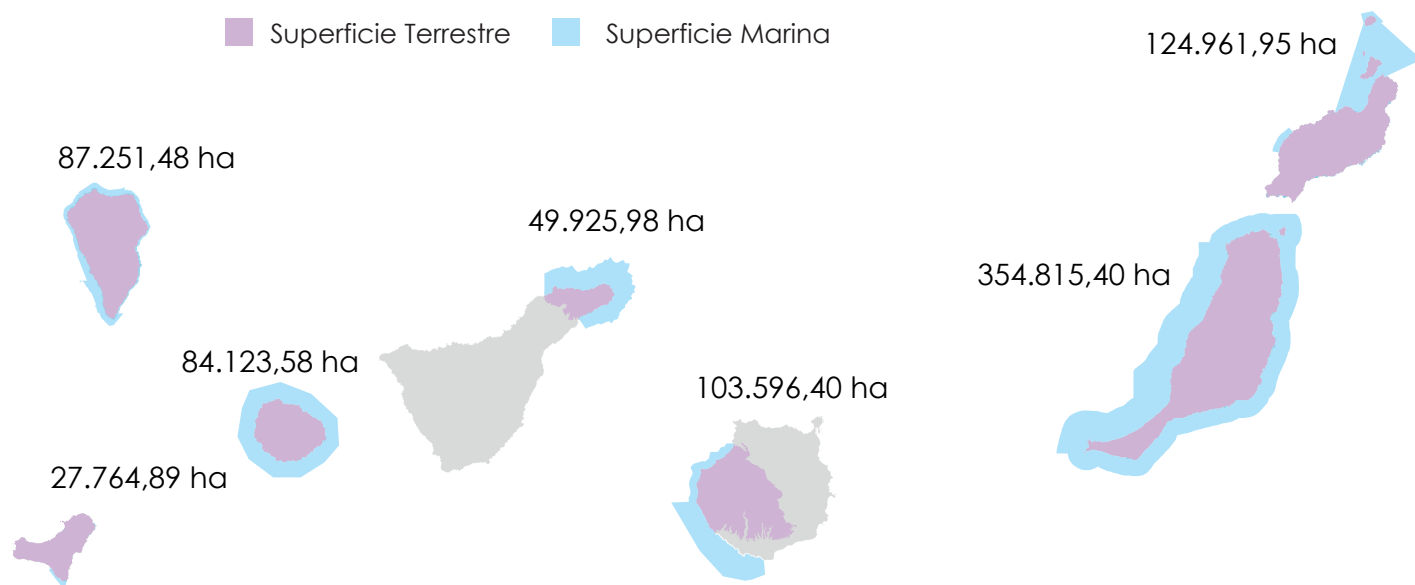 Superficie Terrestre
Superficie Marina
124.961,95 ha
87.251,48 ha
49.925,98 ha
354.815,40 ha
84.123,58 ha
103.596,40 ha
27.764,89 ha